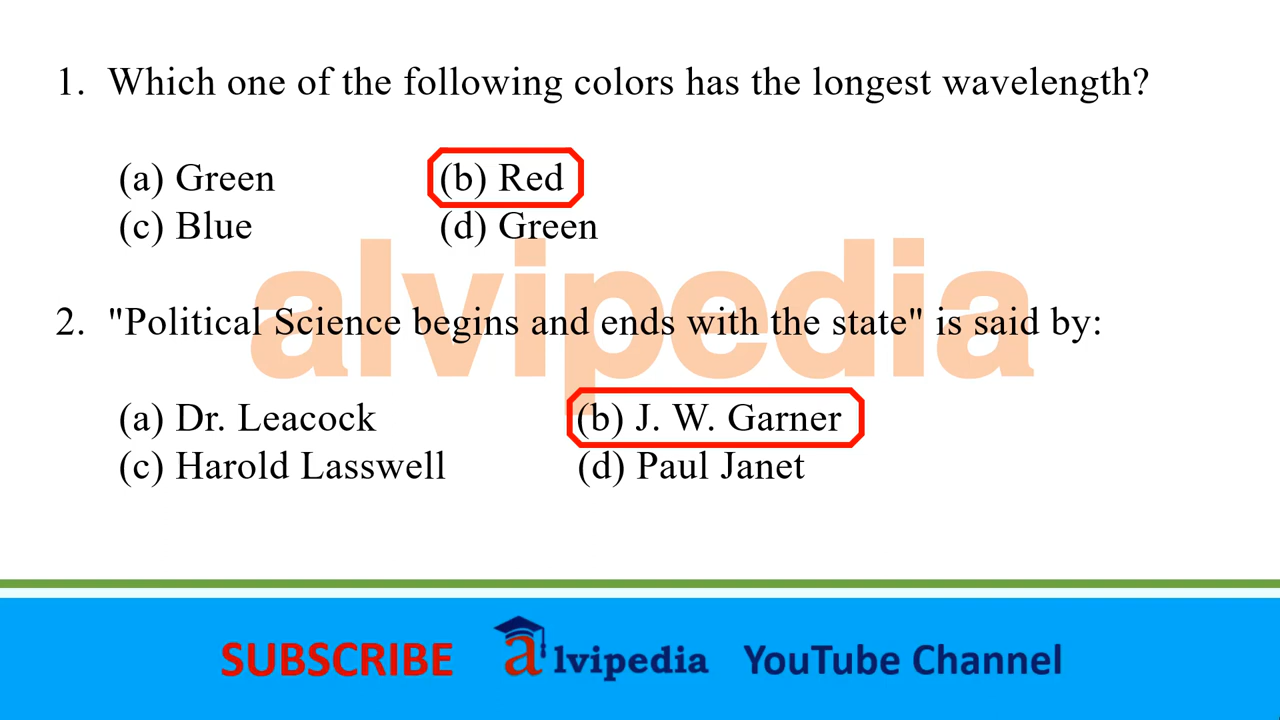 1. Which one of the following colors has the longest wavelength?
(a) Green (b) Red
(c) Blue (d) Green
alvipedia
2. "Political Science begins and ends with the state" is said by:
(a) Dr. Leacock (b) J. W. Garner
(c) Harold Lasswell (d) Paul Janet
SUBSCRIBE alvipedia YouTube Channel